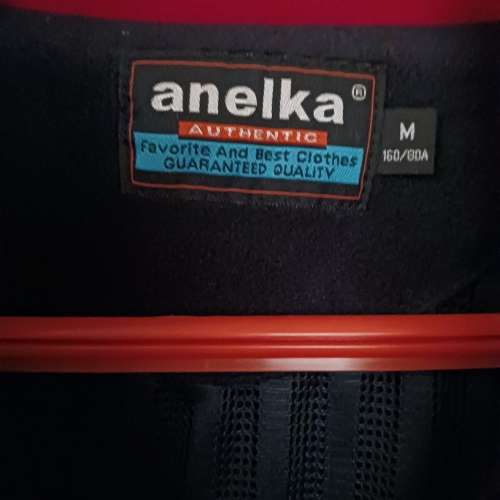 anelka®
AUTHENTIC
Favorite And Best Clothes
GUARANTEED QUALITY
M
160/80A